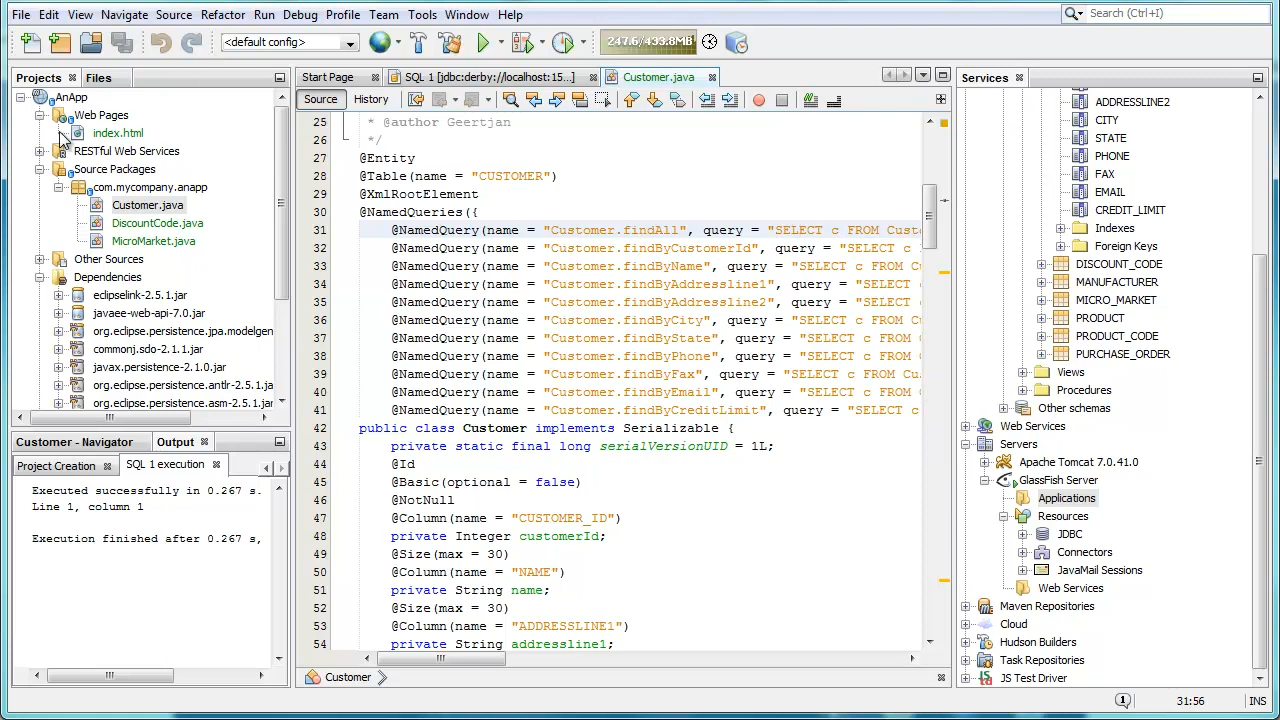 File Edit View Navigate Source Refactor Run Debug Profile Team Tools Window Help
Search (Ctrl+I)
<default config>
247.6/433.8MB
Projects
Files
AnApp
Web Pages
index.html
RESTful Web Services
Source Packages
com.mycompany.anapp
Customer.java
DiscountCode.java
MicroMarket.java
Other Sources
Dependencies
eclipselink-2.5.1.jar
javaee-web-api-7.0.jar
org.eclipse.persistence.jpa.modelgen
commonj.sdo-2.1.1.jar
javax.persistence-2.1.0.jar
org.eclipse.persistence.antlr-2.5.1.ja
org.eclipse.persistence.asm-2.5.1.jar
Customer - Navigator
Output
Project Creation
SQL 1 execution
Executed successfully in 0.267 s.
Line 1, column 1
Execution finished after 0.267 s,
Start Page
SQL 1 [jdbc:derby://localhost:15...]
Customer.java
Source
History
25 * @author Geertjan
26 */
27 @Entity
28 @Table(name = "CUSTOMER")
29 @XmlRootElement
30 @NamedQueries({
31 @NamedQuery(name = "Customer.findAll", query = "SELECT c FROM Custo
32 @NamedQuery(name = "Customer.findByCustomerId", query = "SELECT c
33 @NamedQuery(name = "Customer.findByName", query = "SELECT c FROM Cu
34 @NamedQuery(name = "Customer.findByAddressline1", query = "SELECT c
35 @NamedQuery(name = "Customer.findByAddressline2", query = "SELECT c
36 @NamedQuery(name = "Customer.findByCity", query = "SELECT c FROM Cu
37 @NamedQuery(name = "Customer.findByState", query = "SELECT c FROM C
38 @NamedQuery(name = "Customer.findByPhone", query = "SELECT c FROM C
39 @NamedQuery(name = "Customer.findByFax", query = "SELECT c FROM Cus
40 @NamedQuery(name = "Customer.findByEmail", query = "SELECT c FROM C
41 @NamedQuery(name = "Customer.findByCreditLimit", query = "SELECT c
42 public class Customer implements Serializable {
43 private static final long serialVersionUID = 1L;
44 @Id
45 @Basic(optional = false)
46 @NotNull
47 @Column(name = "CUSTOMER_ID")
48 private Integer customerId;
49 @Size(max = 30)
50 @Column(name = "NAME")
51 private String name;
52 @Size(max = 30)
53 @Column(name = "ADDRESSLINE1")
54 private String addressline1;
Customer
Services
ADDRESSLINE2
CITY
STATE
PHONE
FAX
EMAIL
CREDIT_LIMIT
Indexes
Foreign Keys
DISCOUNT_CODE
MANUFACTURER
MICRO_MARKET
PRODUCT
PRODUCT_CODE
PURCHASE_ORDER
Views
Procedures
Other schemas
Web Services
Servers
Apache Tomcat 7.0.41.0
GlassFish Server
Applications
Resources
JDBC
Connectors
JavaMail Sessions
Web Services
Maven Repositories
Cloud
Hudson Builders
Task Repositories
JS Test Driver
1
31:56
INS